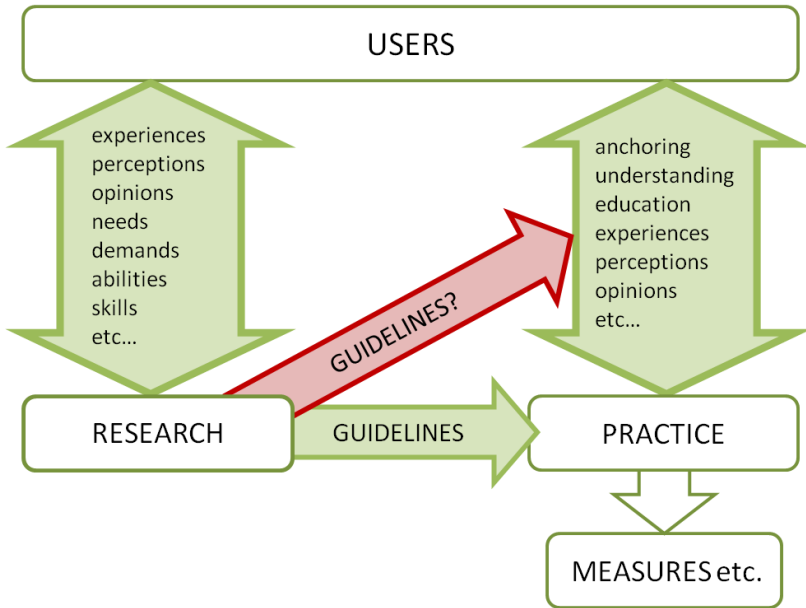 USERS
experiences
perceptions
opinions
needs
demands
abilities
skills
etc...
anchoring
understanding
education
experiences
perceptions
opinions
etc...
GUIDELINES?
RESEARCH
GUIDELINES
PRACTICE
MEASURES etc.